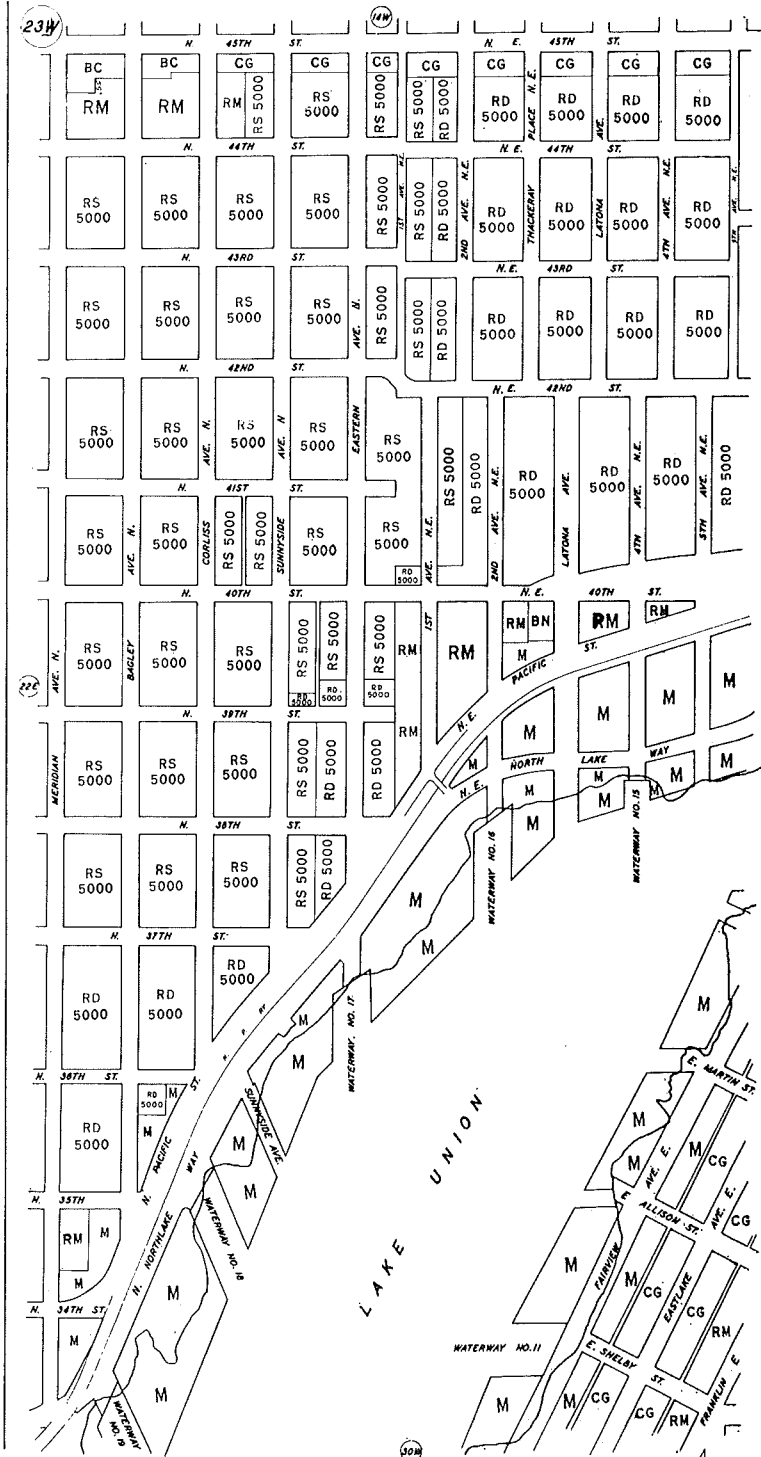 23W
14W
N. 45TH ST.
N. E. 45TH ST.
BC
BC
CG
CG
CG
CG
CG
CG
CG
CG
RM
RM
RM
RS 5000
RS
5000
RS 5000
RS 5000
RD 5000
RD
5000
PLACE N. E.
RD
5000
AVE.
RD
5000
RD
5000
N. 44TH ST.
N. E. 44TH ST.
RS
5000
RS
5000
RS
5000
RS
5000
RS 5000
1ST AVE. N.E.
RS 5000
RD 5000
2ND AVE. N.E.
RD
5000
THACKERAY
RD
5000
LATONA
RD
5000
4TH AVE. N.E.
RD
5000
5TH AVE. N.E.
N. 43RD ST.
N. E. 43RD ST.
RS
5000
RS
5000
RS
5000
RS
5000
AVE. N.
RS 5000
RS 5000
RD 5000
RD
5000
RD
5000
RD
5000
RD
5000
N. 42ND ST.
N. E. 42ND ST.
RS
5000
RS
5000
AVE. N.
RS
5000
AVE. N
RS
5000
EASTERN
RS
5000
RS 5000
RD 5000
2ND AVE. N.E.
RD
5000
LATONA AVE.
RD
5000
4TH AVE. N.E.
RD
5000
5TH AVE. N.E.
RD 5000
N. 41ST ST.
RS
5000
AVE. N.
RS
5000
CORLISS
RS 5000
RS 5000
SUNNYSIDE
RS
5000
RS
5000
RD
5000
1ST AVE. N.E.
N. 40TH ST.
N. E. 40TH ST.
22E
MERIDIAN AVE. N.
RS
5000
BAGLEY
RS
5000
RS
5000
RS 5000
RD
5000
RS 5000
RD.
5000
RS 5000
RD
5000
RM
RM
RM
BN
M
RM
RM
PACIFIC ST.
N. 39TH ST.
RS
5000
RS
5000
RS
5000
RS 5000
RD 5000
RD 5000
RM
N. E.
M
M
M
M
M
N. E. NORTH LAKE WAY
M
M
M
M
M
M
M
N. 38TH ST.
RS
5000
RS
5000
RS
5000
RS 5000
RD 5000
WATERWAY NO. 16
WATERWAY NO. 15
M
M
N. 37TH ST.
RD
5000
RD
5000
RD
5000
N. P. RY
M
M
WATERWAY NO. 17
M
N. 36TH ST.
RD
5000
RD
5000
M
M
N. PACIFIC ST.
SUNNYSIDE AVE.
M
M
E. MARTIN ST.
M
M
M
CG
N. 35TH
RM
M
M
N. NORTHLAKE WAY
WATERWAY NO. 18
LAKE UNION
E. ALLISON ST.
FAIRVIEW AVE. E.
EASTLAKE AVE. E.
CG
M
M
M
CG
CG
RM
N. 34TH ST.
M
M
WATERWAY NO. 19
WATERWAY NO. 11
E. SHELBY ST.
M
M
CG
CG
RM
FRANKLIN E
30W